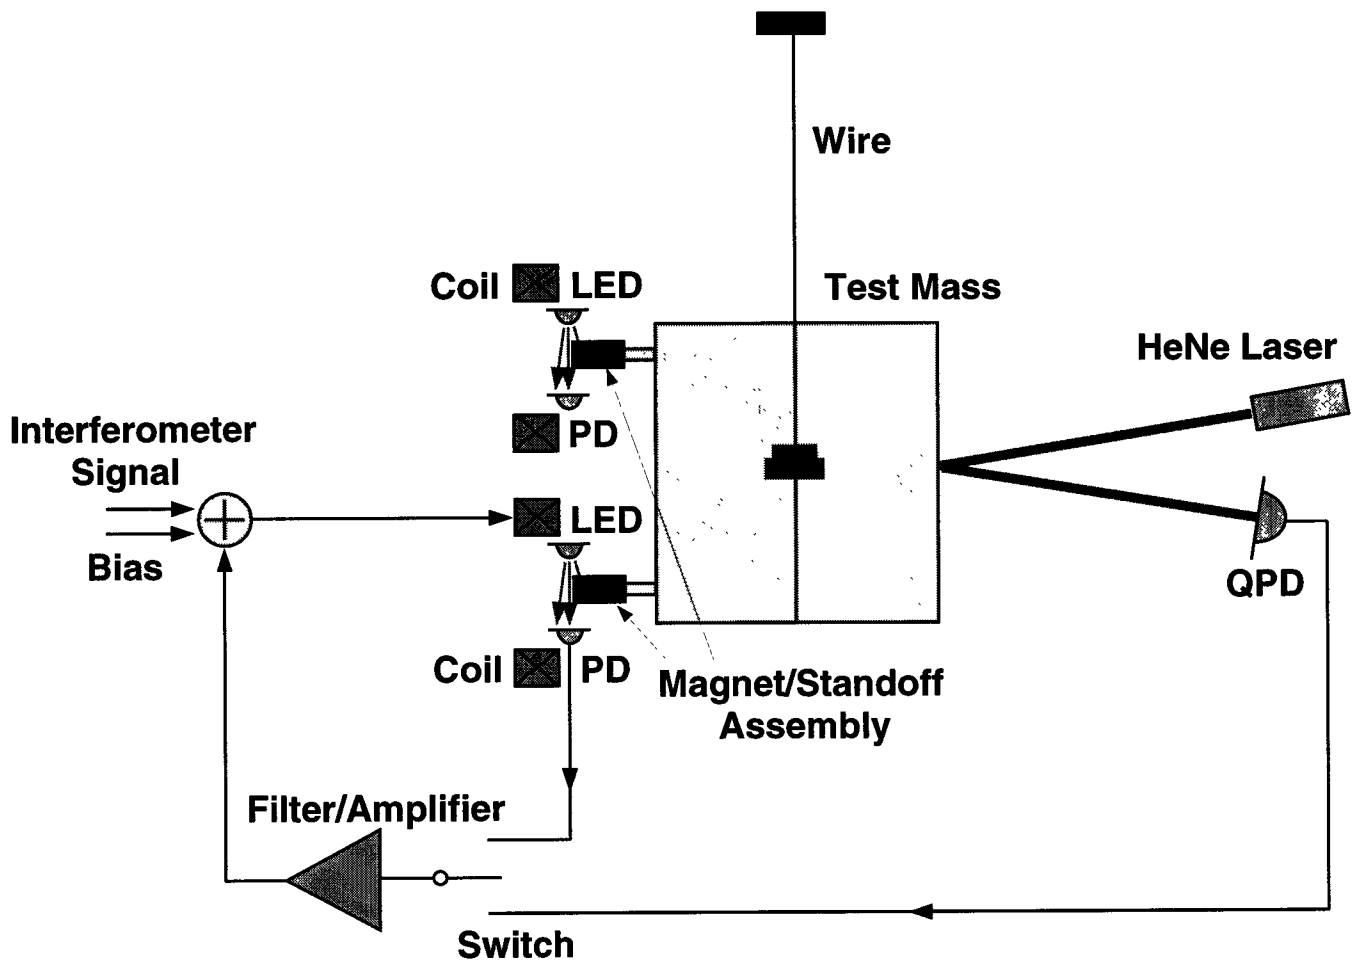 Wire
Coil
LED
Test Mass
HeNe Laser
PD
Interferometer
Signal
LED
Bias
QPD
Coil
PD
Magnet/Standoff
Assembly
Filter/Amplifier
Switch